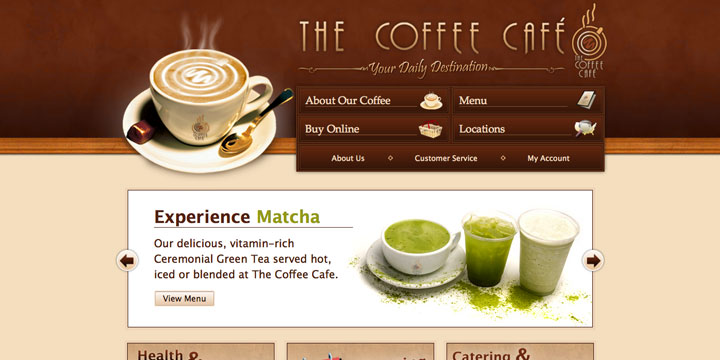 THE COFFEE CAFÉ
Your Daily Destination
THE
COFFEE
CAFÉ
About Our Coffee
Menu
Buy Online
Locations
About Us
Customer Service
My Account
Experience Matcha
Our delicious, vitamin-rich
Ceremonial Green Tea served hot,
iced or blended at The Coffee Cafe.
View Menu
Health &
Catering &